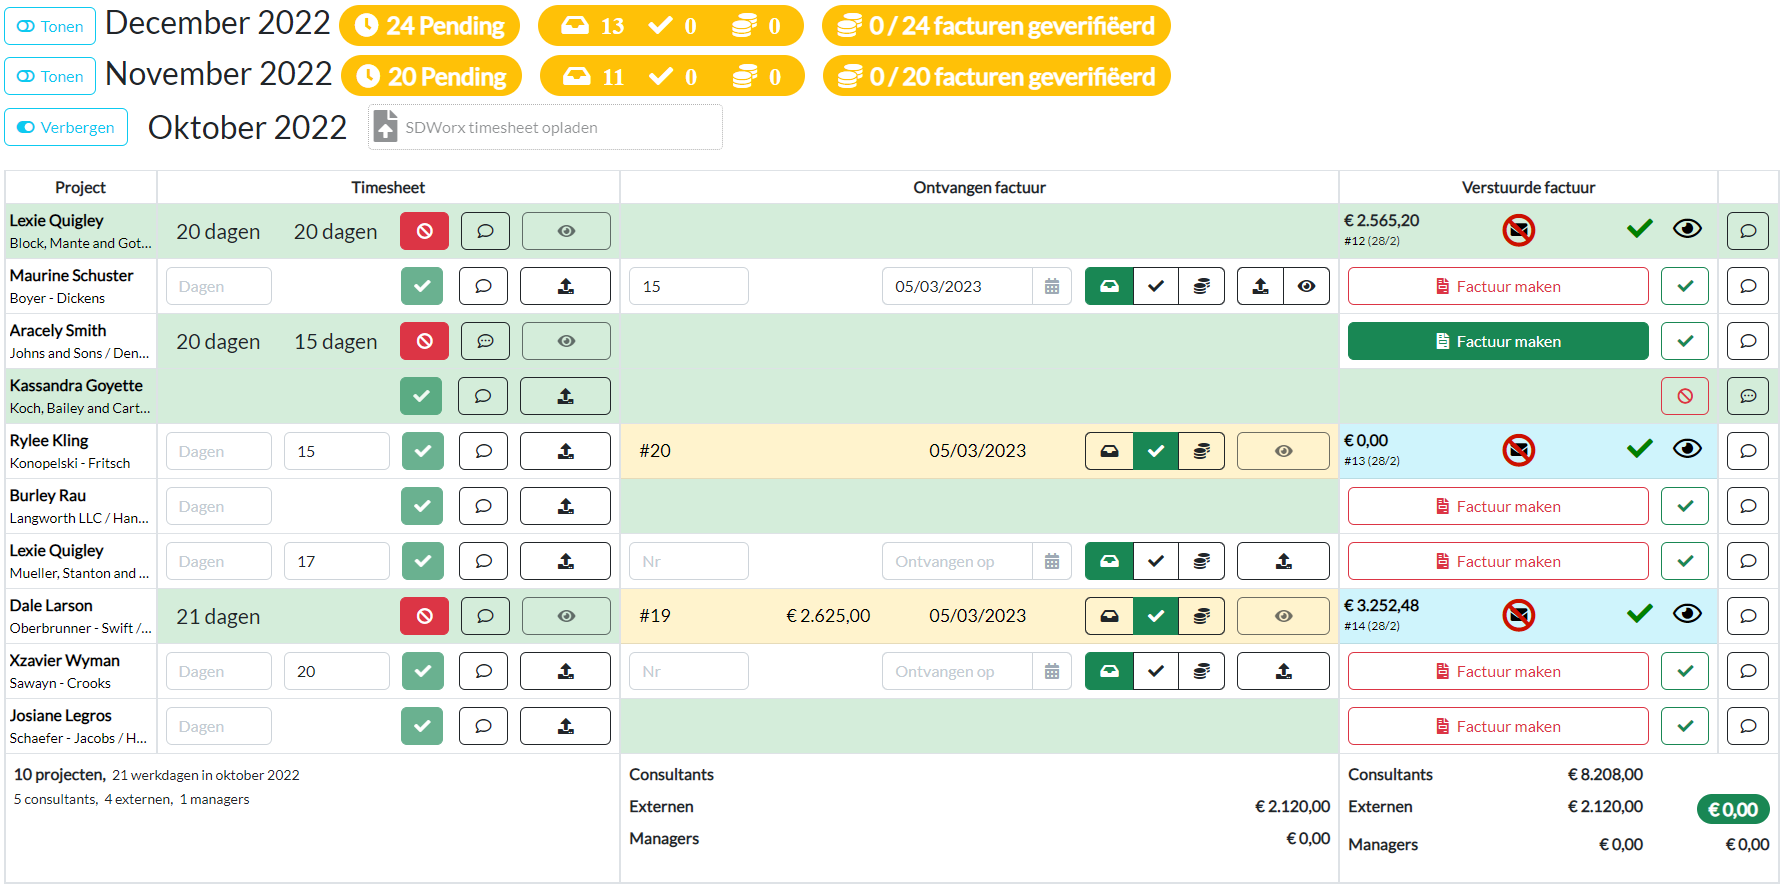 Tonen December 2022 24 Pending 13 0 0 0 / 24 facturen geverifiëerd
Tonen November 2022 20 Pending 11 0 0 0 / 20 facturen geverifiëerd
Verbergen Oktober 2022 SDWorx timesheet opladen
Project Timesheet Ontvangen factuur Verstuurde factuur
Lexie Quigley 20 dagen 20 dagen € 2.565,20
Block, Mante and Got... #12 (28/2)
Maurine Schuster Dagen 15 05/03/2023 Factuur maken
Boyer - Dickens
Aracely Smith 20 dagen 15 dagen Factuur maken
Johns and Sons / Den...
Kassandra Goyette
Koch, Bailey and Cart...
Rylee Kling Dagen 15 #20 05/03/2023 € 0,00
Konopelski - Fritsch #13 (28/2)
Burley Rau Dagen Factuur maken
Langworth LLC / Han...
Lexie Quigley Dagen 17 Nr Ontvangen op Factuur maken
Mueller, Stanton and ...
Dale Larson 21 dagen #19 € 2.625,00 05/03/2023 € 3.252,48
Oberbrunner - Swift /... #14 (28/2)
Xzavier Wyman Dagen 20 Nr Ontvangen op Factuur maken
Sawayn - Crooks
Josiane Legros Dagen Factuur maken
Schaefer - Jacobs / H...
10 projecten, 21 werkdagen in oktober 2022 Consultants Consultants € 8.208,00
5 consultants, 4 externen, 1 managers
Externen € 2.120,00 Externen € 2.120,00 € 0,00
Managers € 0,00 Managers € 0,00 € 0,00